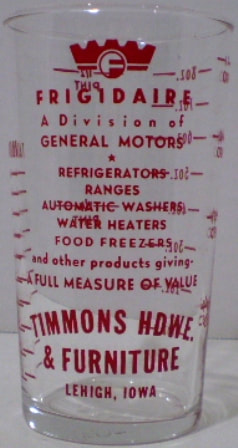 F
FRIGIDAIRE
A Division of
GENERAL MOTORS
★
REFRIGERATORS
RANGES
AUTOMATIC WASHERS
WATER HEATERS
FOOD FREEZERS
and other products giving-
A FULL MEASURE OF VALUE
TIMMONS HDWE.
& FURNITURE
LEHIGH, IOWA